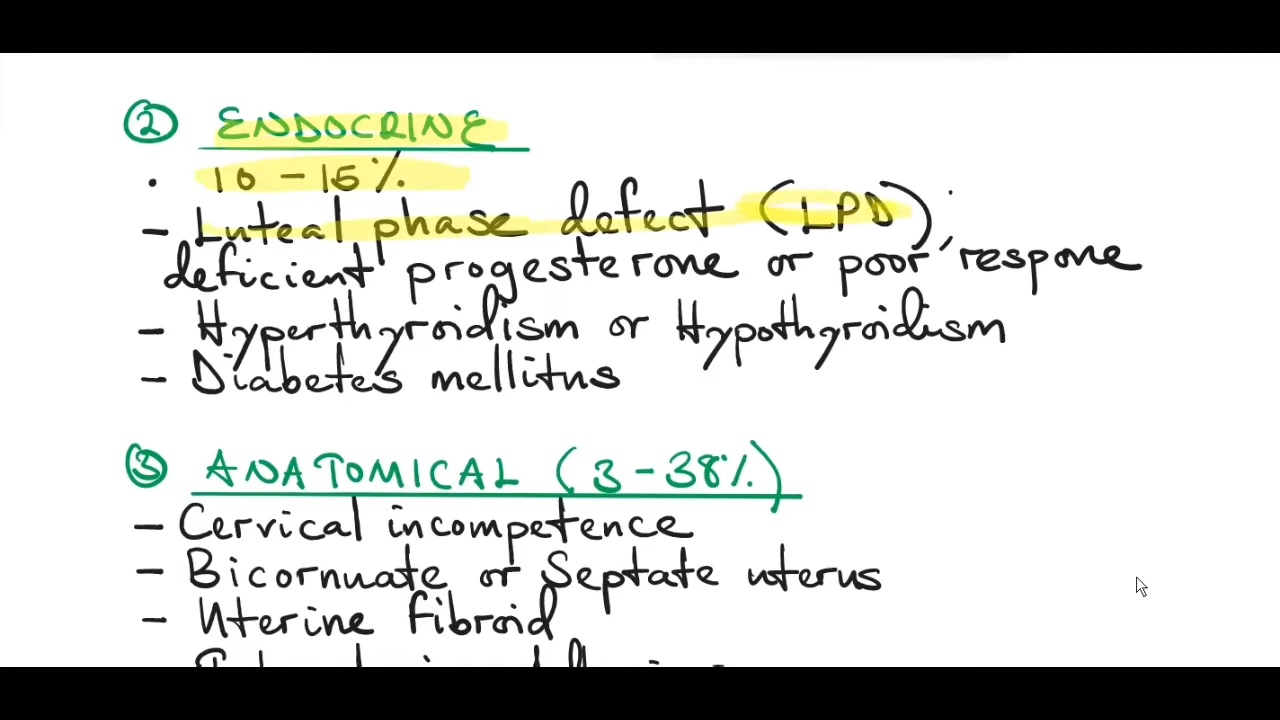 ② ENDOCRINE
• 10 - 15%
- Luteal phase defect (LPD),
deficient progesterone or poor respone
- Hyperthyroidism or Hypothyroidism
- Diabetes mellitus
③ ANATOMICAL (3-38%)
- Cervical incompetence
- Bicornuate or Septate uterus
- Uterine fibroid